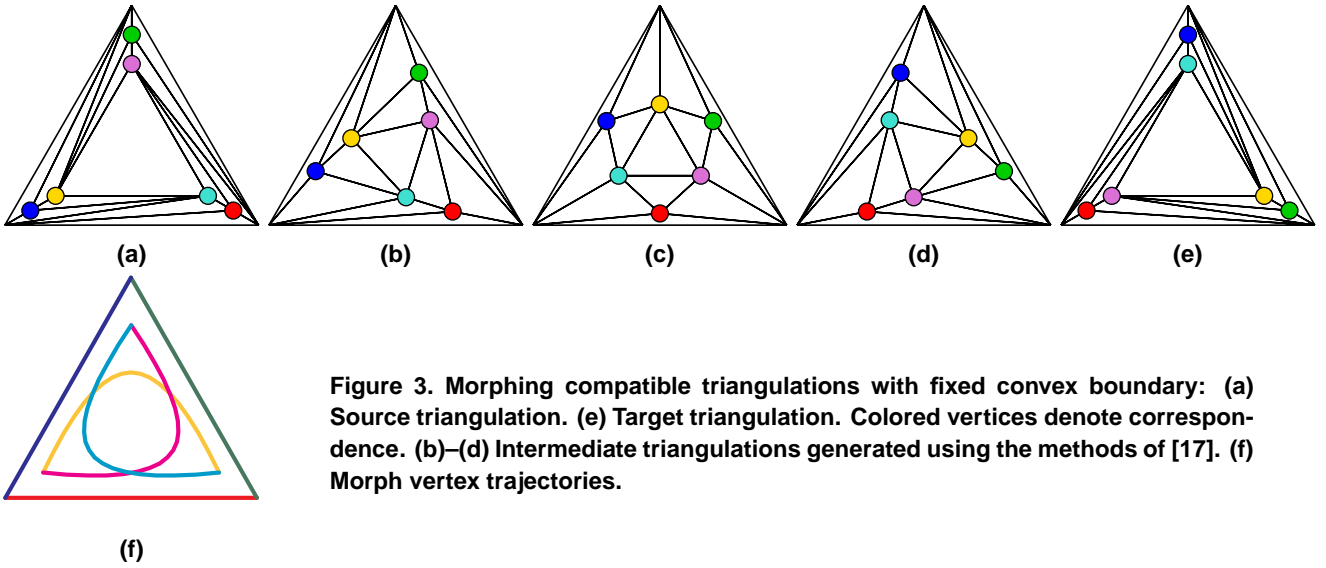 (a)
(b)
(c)
(d)
(e)
(f)
Figure 3. Morphing compatible triangulations with fixed convex boundary: (a)
Source triangulation. (e) Target triangulation. Colored vertices denote correspon-
dence. (b)–(d) Intermediate triangulations generated using the methods of [17]. (f)
Morph vertex trajectories.